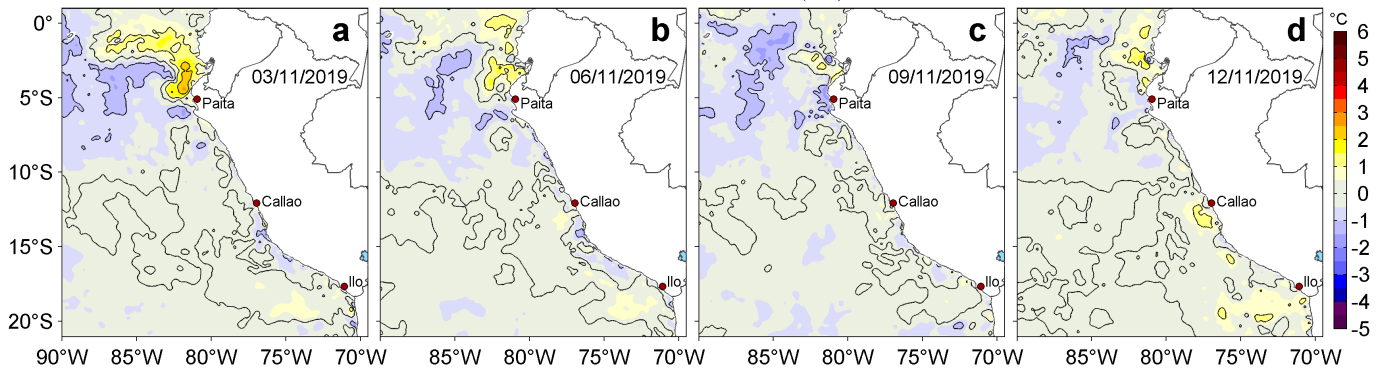 a
b
c
d
°C
03/11/2019
06/11/2019
09/11/2019
12/11/2019
Paita
Paita
Paita
Paita
Callao
Callao
Callao
Callao
Ilo
Ilo
Ilo
Ilo
0°
5°S
10°S
15°S
20°S
90°W 85°W 80°W 75°W 70°W
85°W 80°W 75°W 70°W
85°W 80°W 75°W 70°W
85°W 80°W 75°W 70°W
6
5
4
3
2
1
0
-1
-2
-3
-4
-5